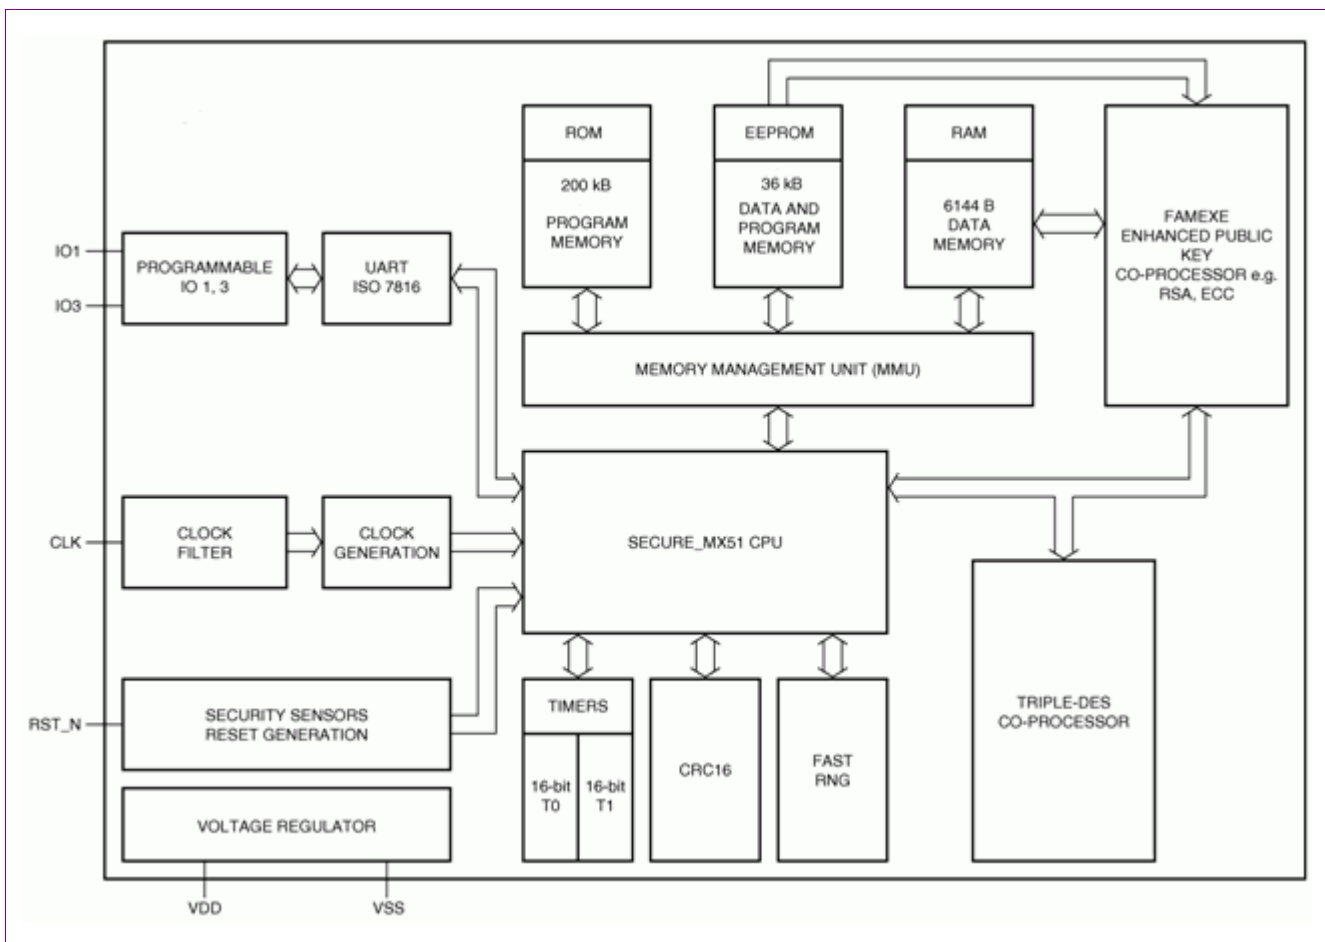 ROM
200 kB
PROGRAM
MEMORY
EEPROM
36 kB
DATA AND
PROGRAM
MEMORY
RAM
6144 B
DATA
MEMORY
FAMEXE
ENHANCED PUBLIC
KEY
CO-PROCESSOR e.g.
RSA, ECC
IO1
IO3
PROGRAMMABLE
IO 1, 3
UART
ISO 7816
MEMORY MANAGEMENT UNIT (MMU)
CLK
CLOCK
FILTER
CLOCK
GENERATION
SECURE_MX51 CPU
RST_N
SECURITY SENSORS
RESET GENERATION
TIMERS
16-bit
T0
16-bit
T1
CRC16
FAST
RNG
TRIPLE-DES
CO-PROCESSOR
VOLTAGE REGULATOR
VDD
VSS